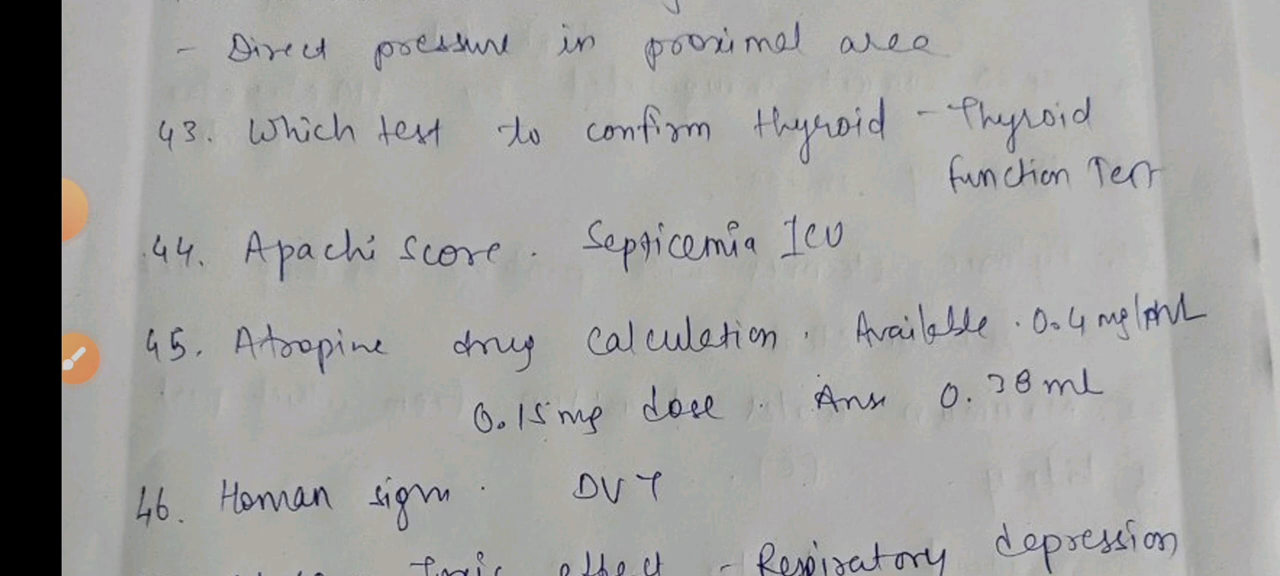 - Direct pressure in proximal area
43. Which test to confirm thyroid - Thyroid
function Test
44. Apachi Score. Septicemia ICU
45. Atropine drug calculation. Available. 0.4 mg/mL
0.15 mg dose. Ans 0.38 mL
46. Homan sign. DVT
effect - Respiratory depression